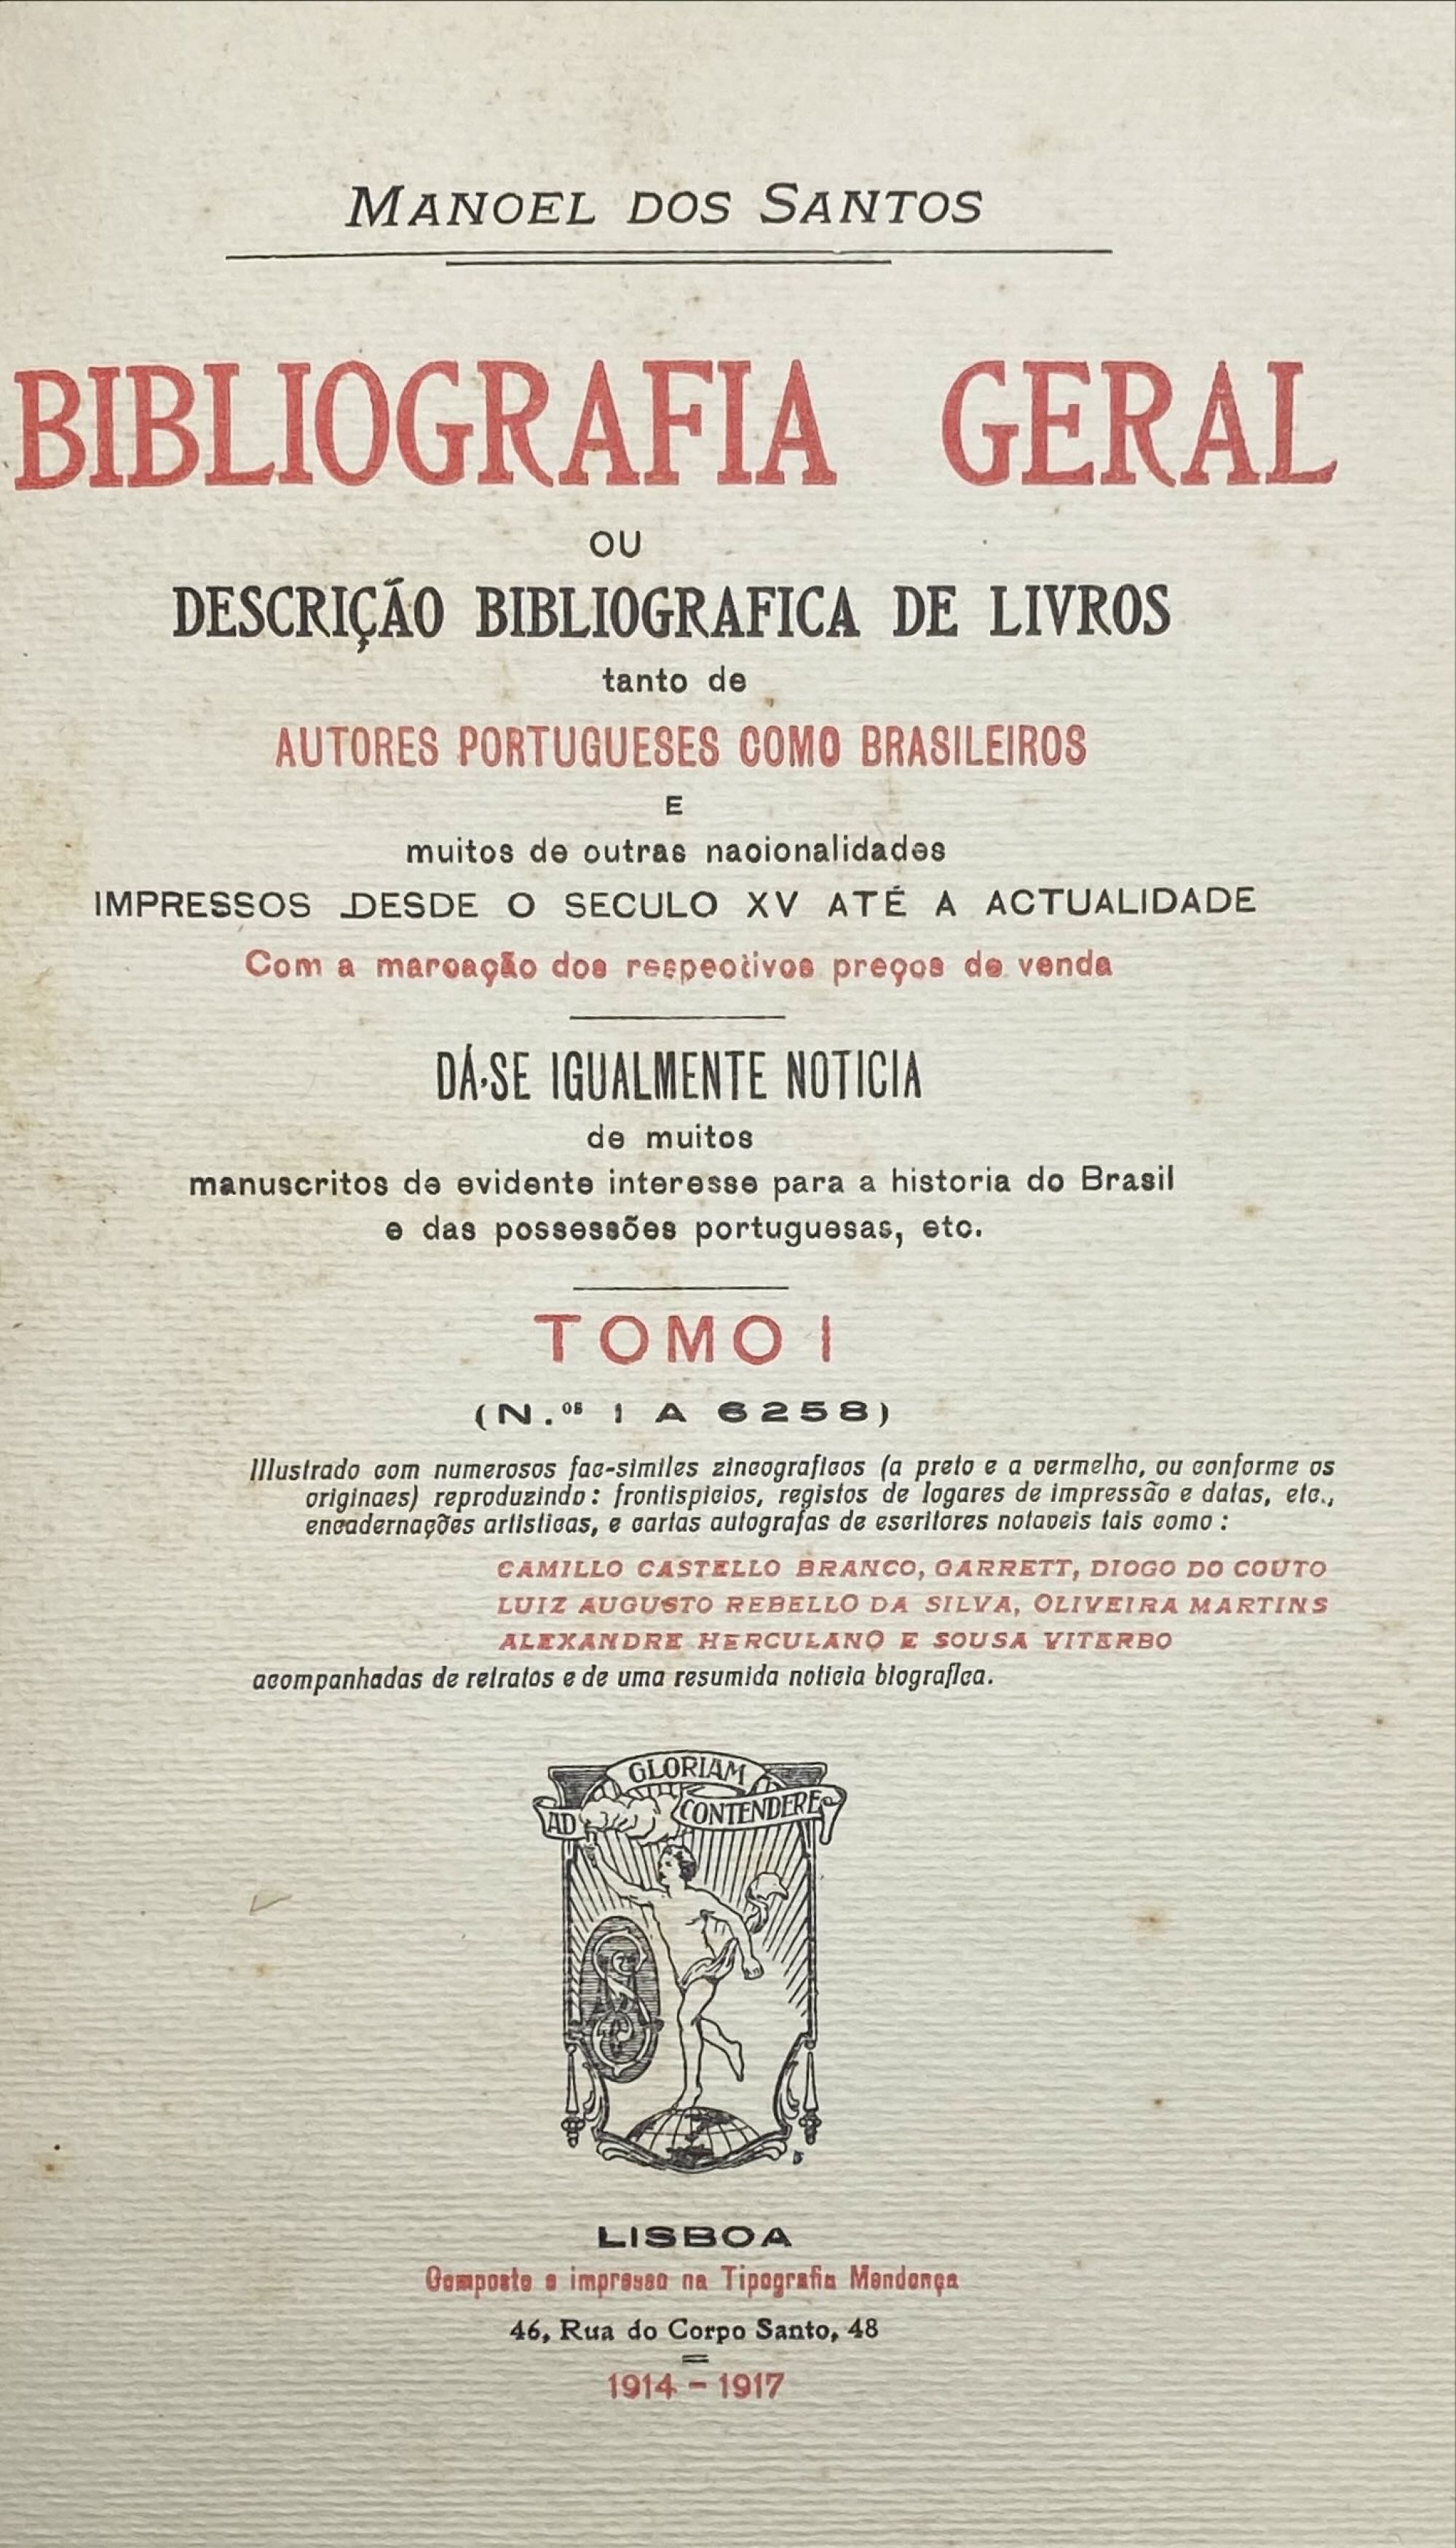 MANOEL DOS SANTOS
BIBLIOGRAFIA GERAL
OU
DESCRIÇÃO BIBLIOGRAFICA DE LIVROS
tanto de
AUTORES PORTUGUESES COMO BRASILEIROS
E
muitos de outras nacionalidades
IMPRESSOS DESDE O SECULO XV ATÉ A ACTUALIDADE
Com a marcação dos respectivos preços de venda
DÁ-SE IGUALMENTE NOTICIA
de muitos
manuscritos de evidente interesse para a historia do Brasil
e das possessões portuguesas, etc.
TOMO I
(N.os 1 A 6258)
Illustrado com numerosos fac-similes zincograficos (a preto e a vermelho, ou conforme os
originaes) reproduzindo: frontispicios, registos de logares de impressão e datas, etc.,
encadernações artisticas, e cartas autografas de escritores notaveis tais como:
CAMILLO CASTELLO BRANCO, GARRETT, DIOGO DO COUTO
LUIZ AUGUSTO REBELLO DA SILVA, OLIVEIRA MARTINS
ALEXANDRE HERCULANO E SOUSA VITERBO
acompanhadas de retratos e de uma resumida noticia biografica.
AD GLORIAM CONTENDERE
LISBOA
Composto e impresso na Tipografia Mendonça
46, Rua do Corpo Santo, 48
1914 - 1917